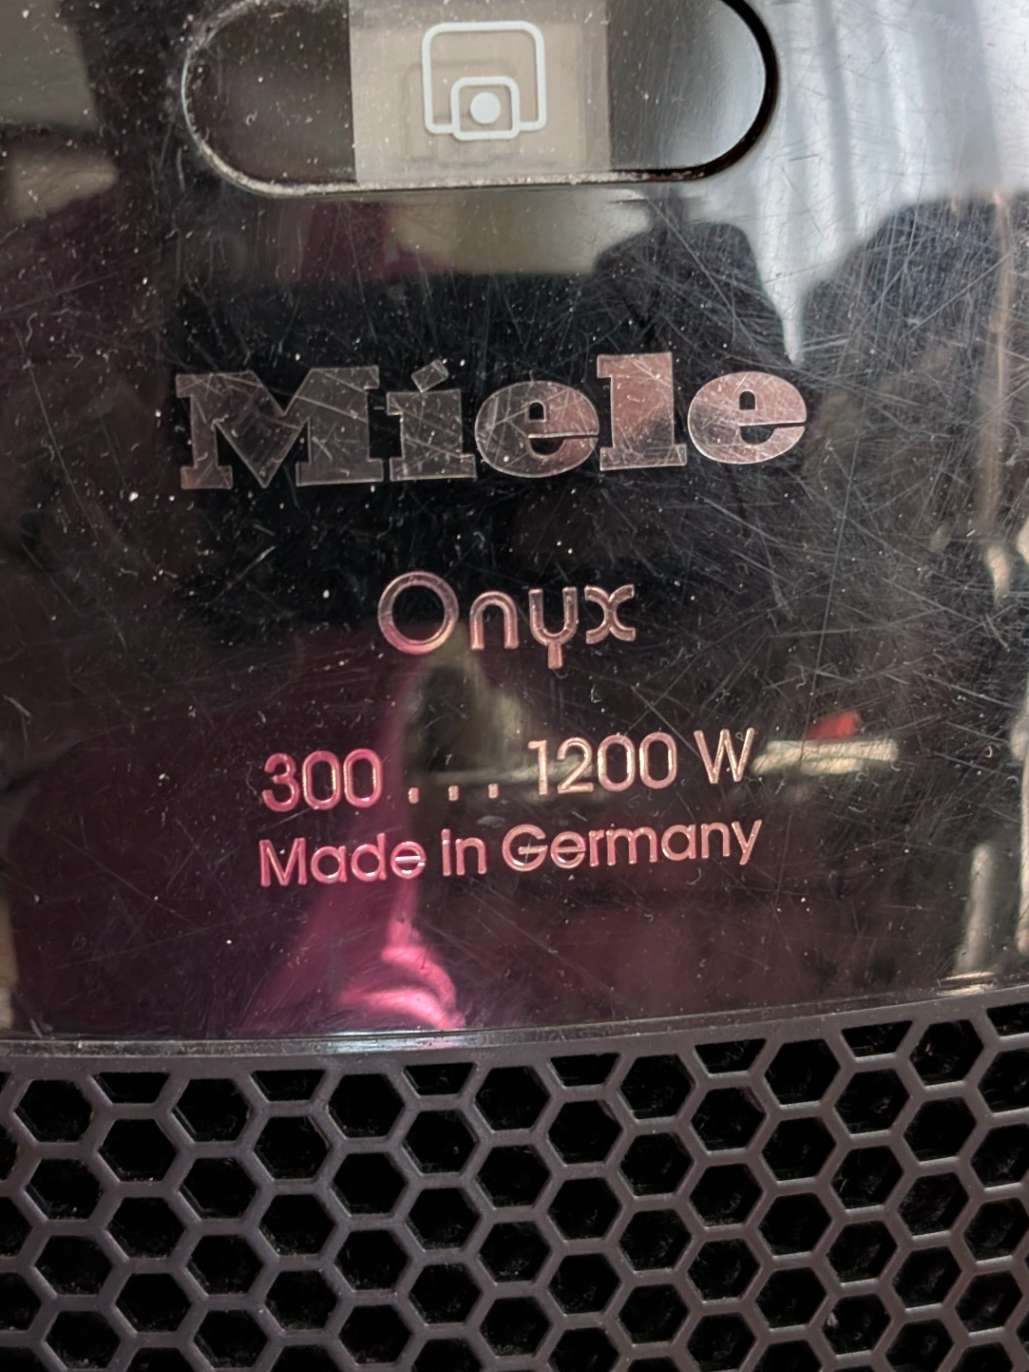 Miele
Onyx
300 ... 1200 W
Made in Germany